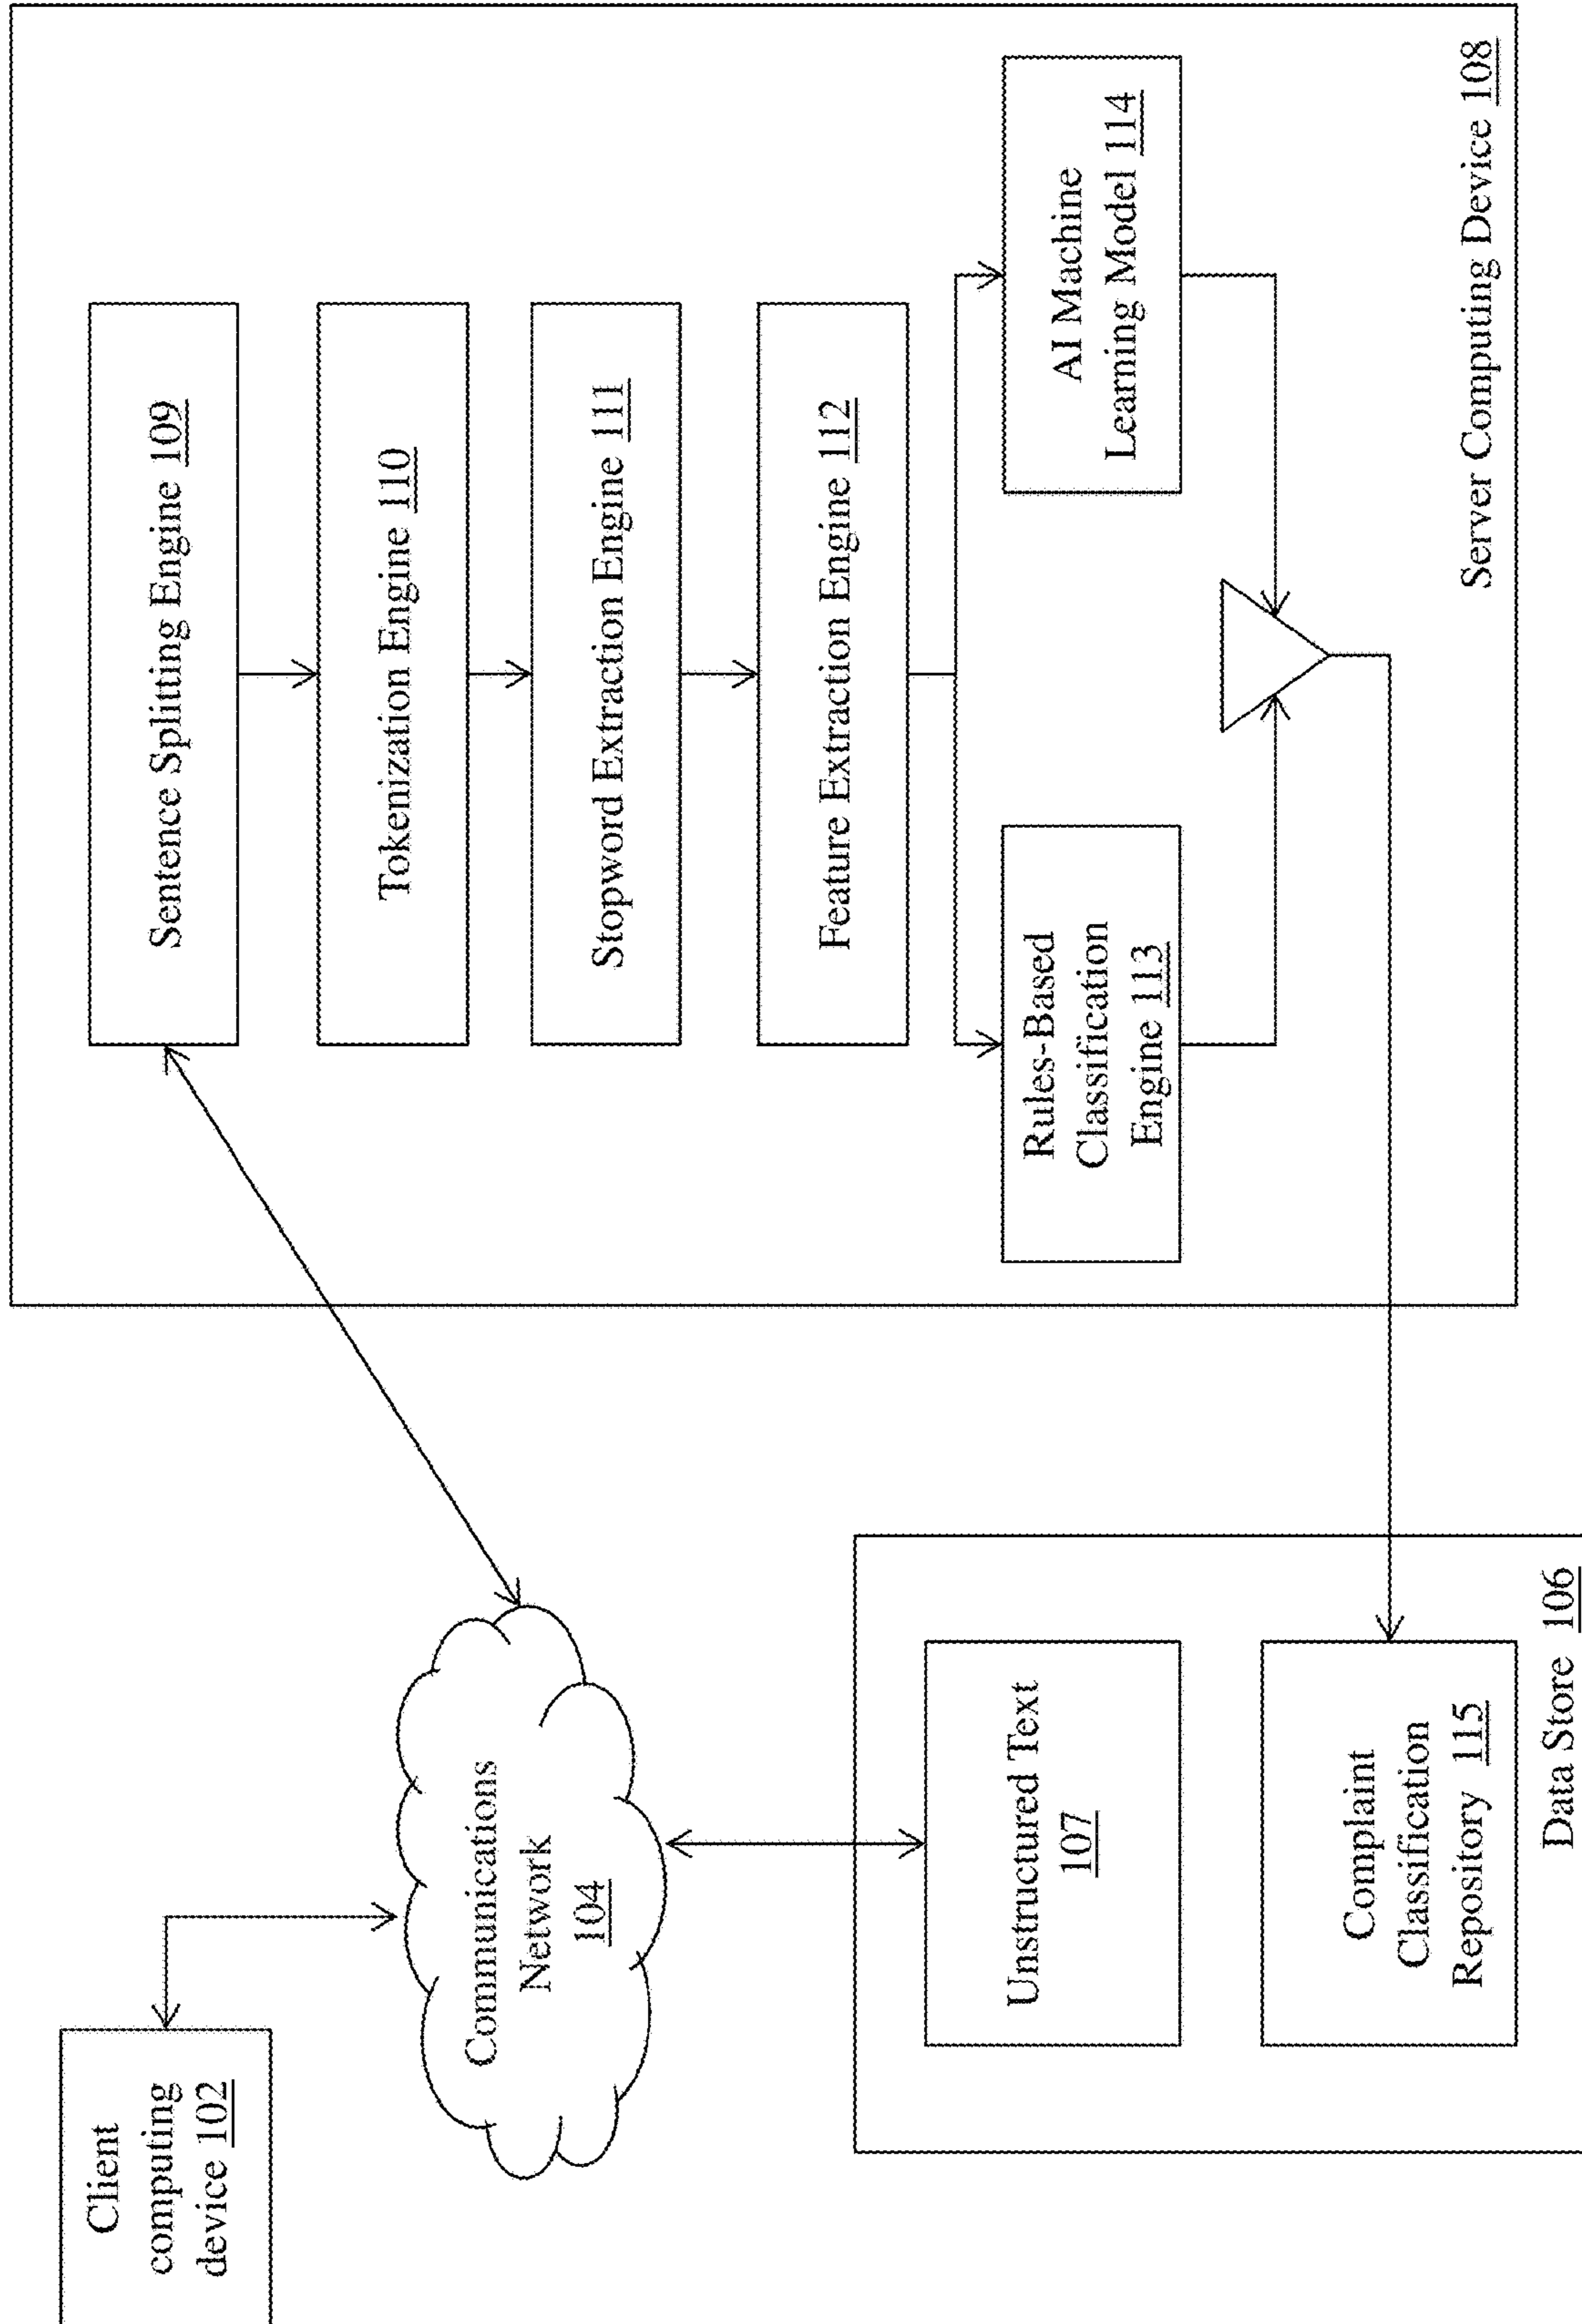 Client
computing
device 102
Communications
Network
104
Unstructured Text
107
Complaint
Classification
Repository 115
Data Store 106
Sentence Splitting Engine 109
Tokenization Engine 110
Stopword Extraction Engine 111
Feature Extraction Engine 112
Rules-Based
Classification
Engine 113
AI Machine
Learning Model 114
Server Computing Device 108